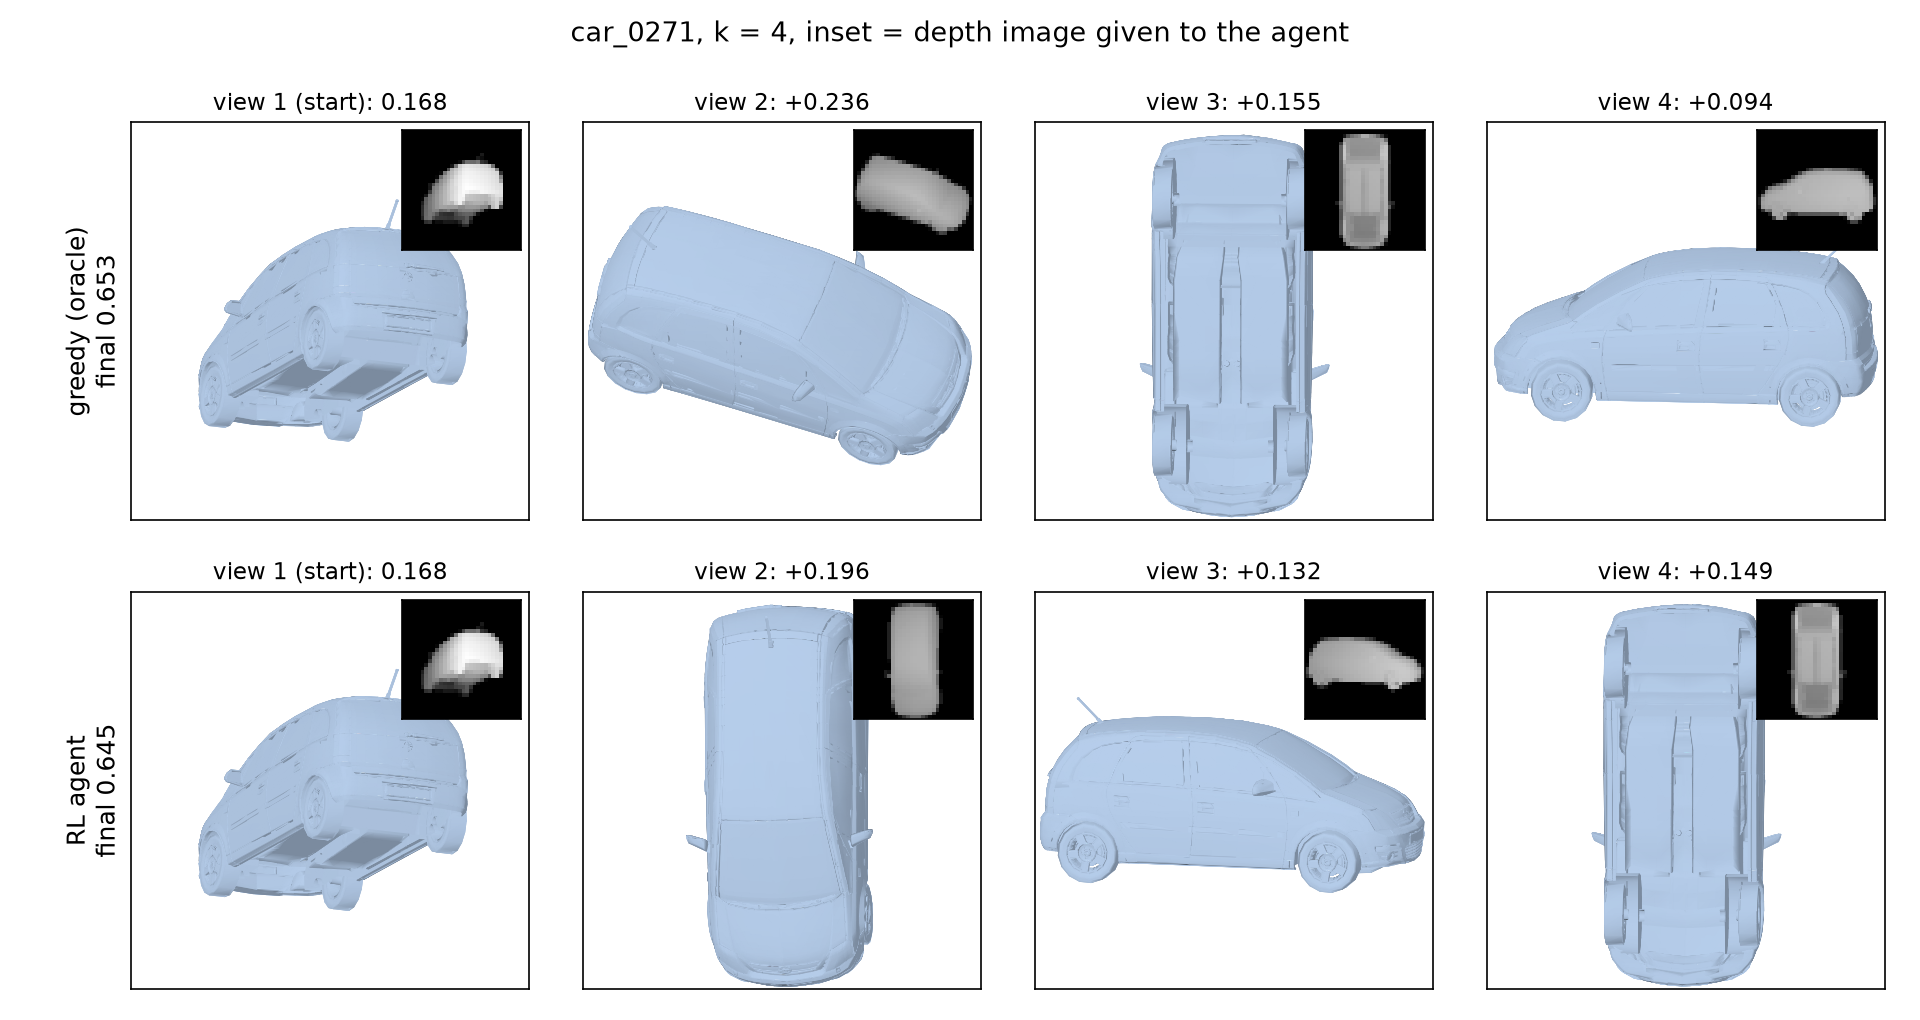 car_0271, k = 4, inset = depth image given to the agent
view 1 (start): 0.168
view 2: +0.236
view 3: +0.155
view 4: +0.094
greedy (oracle)
final 0.653
view 1 (start): 0.168
view 2: +0.196
view 3: +0.132
view 4: +0.149
RL agent
final 0.645